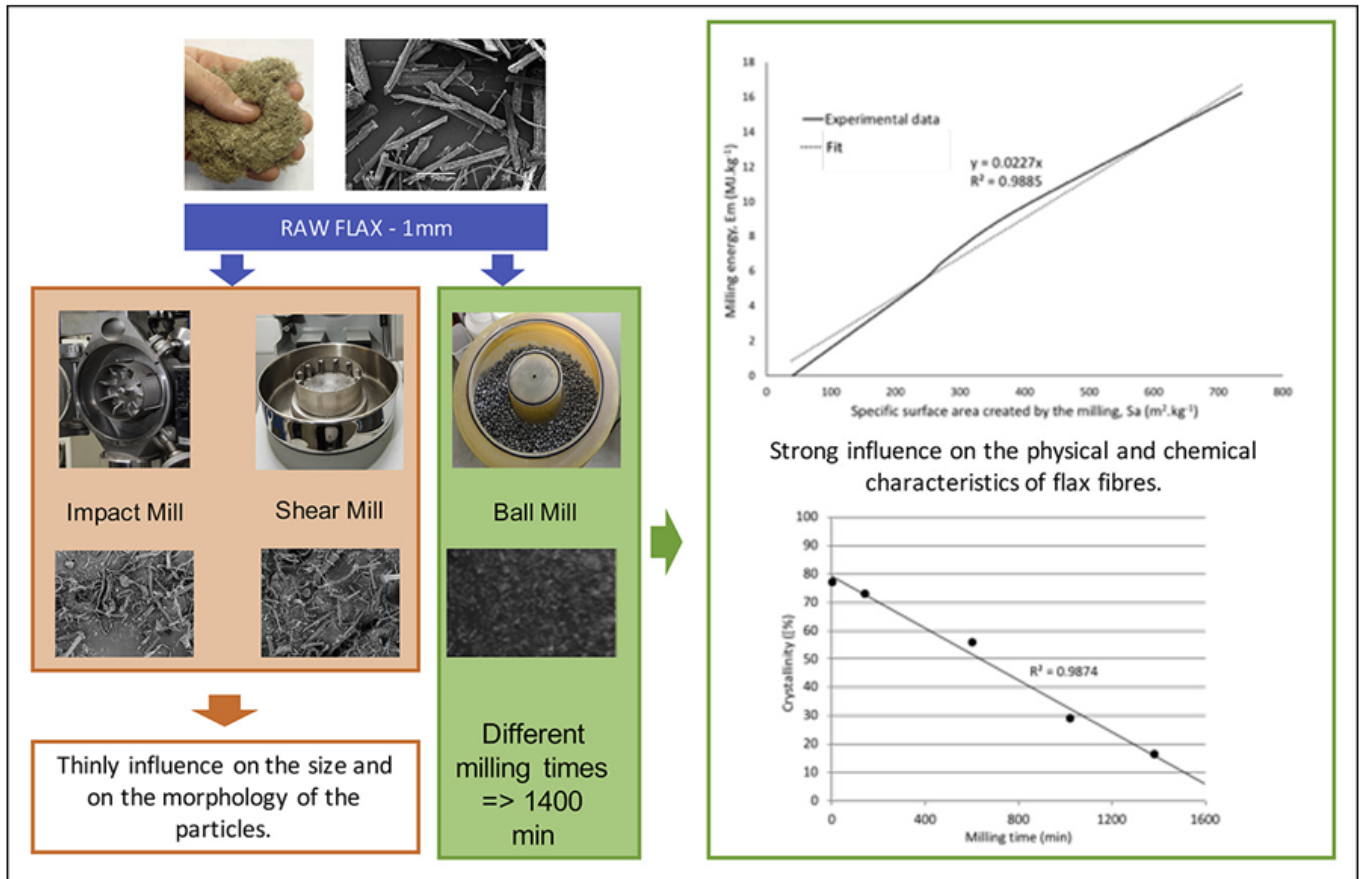 RAW FLAX - 1mm
Impact Mill
Shear Mill
Ball Mill
Different
milling times
=> 1400
min
Thinly influence on the size and
on the morphology of the
particles.
18
16
14
12
10
8
6
4
2
0
Milling energy, Em (MJ.kg⁻¹)
Experimental data
Fit
y = 0.0227x
R² = 0.9885
0 100 200 300 400 500 600 700 800
Specific surface area created by the milling, Sa (m².kg⁻¹)
Strong influence on the physical and chemical
characteristics of flax fibres.
100
90
80
70
60
50
40
30
20
10
0
Crystallinity ([%)
R² = 0.9874
0 400 800 1200 1600
Milling time (min)